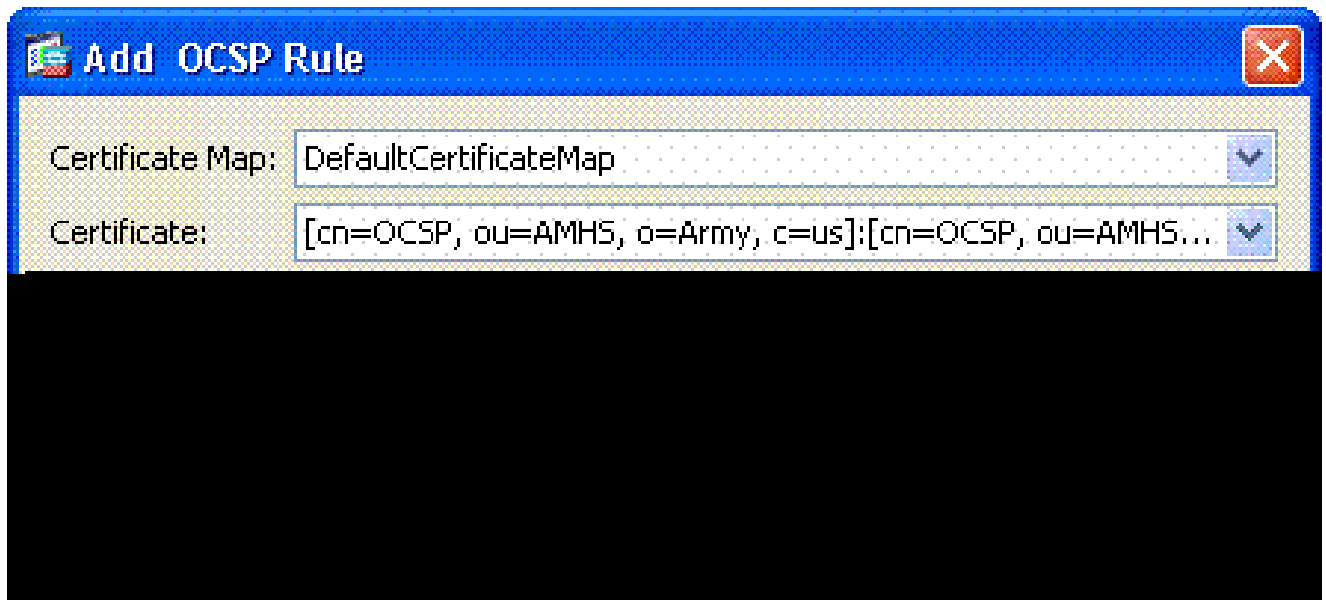 Add OCSP Rule
Certificate Map: DefaultCertificateMap
Certificate: [cn=OCSP, ou=AMHS, o=Army, c=us]:[cn=OCSP, ou=AMHS...